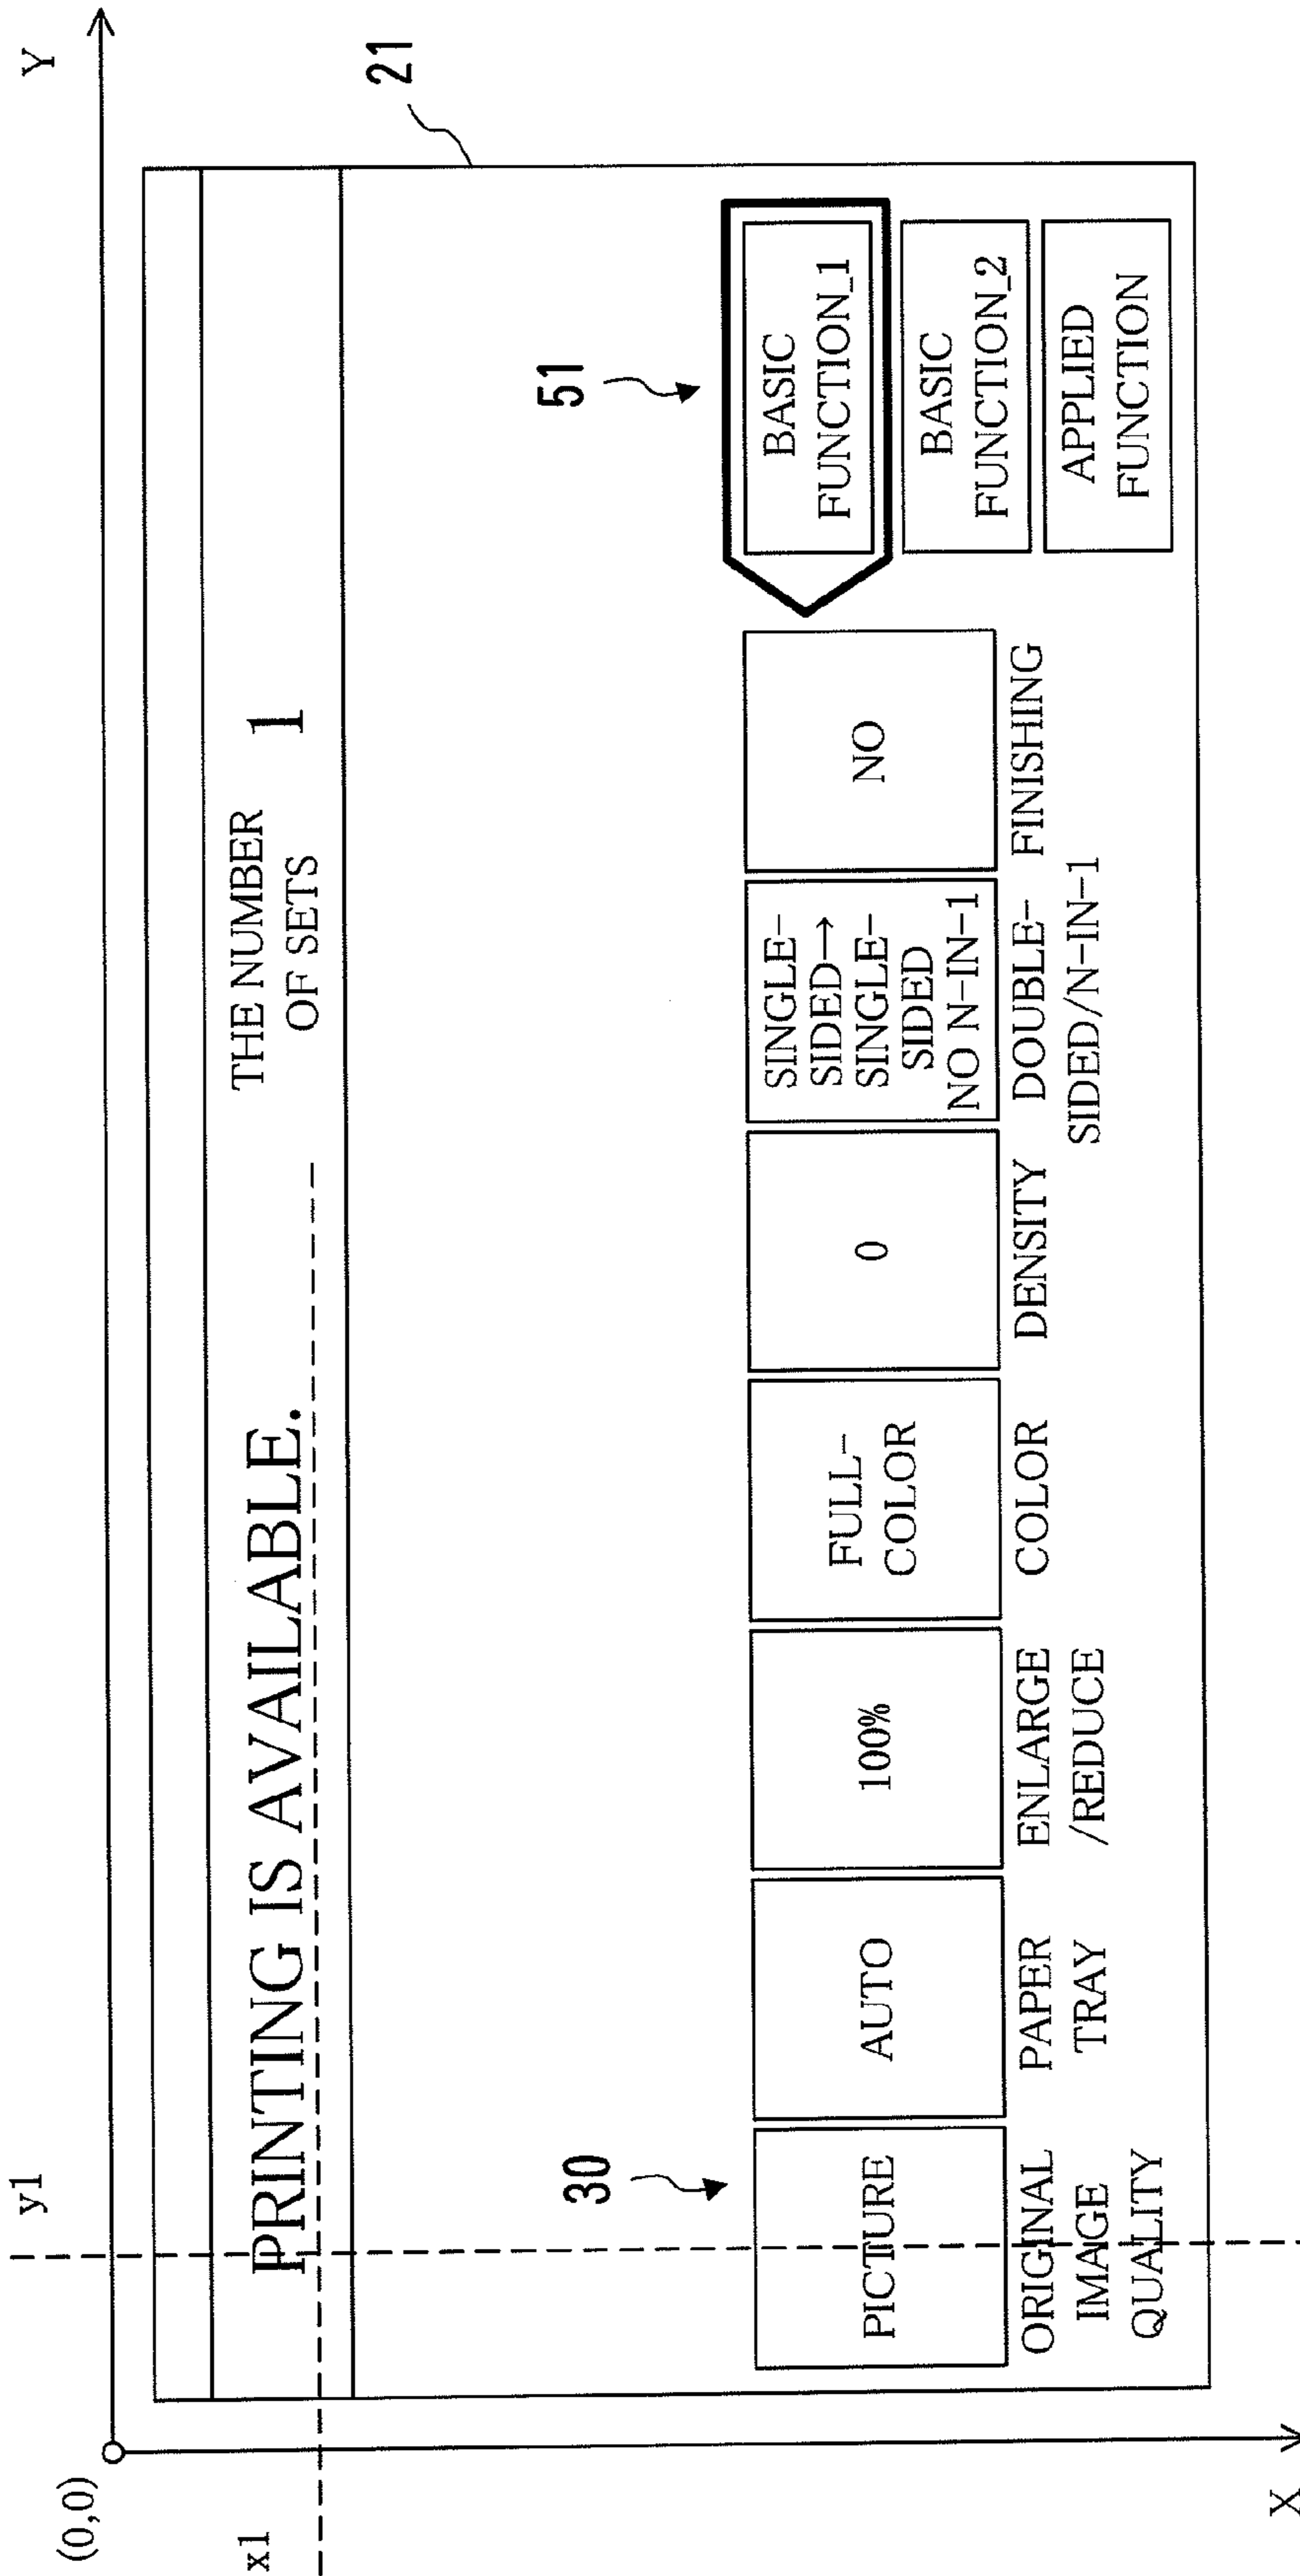 (0,0)
y1
Y
x1
X
21
PRINTING IS AVAILABLE.
THE NUMBER
OF SETS
1
30
51
PICTURE
ORIGINAL
IMAGE
QUALITY
AUTO
PAPER
TRAY
100%
ENLARGE
/REDUCE
FULL-
COLOR
COLOR
0
DENSITY
SINGLE-
SIDED→
SINGLE-
SIDED
NO N-IN-1
DOUBLE-
SIDED/N-IN-1
NO
FINISHING
BASIC
FUNCTION_1
BASIC
FUNCTION_2
APPLIED
FUNCTION